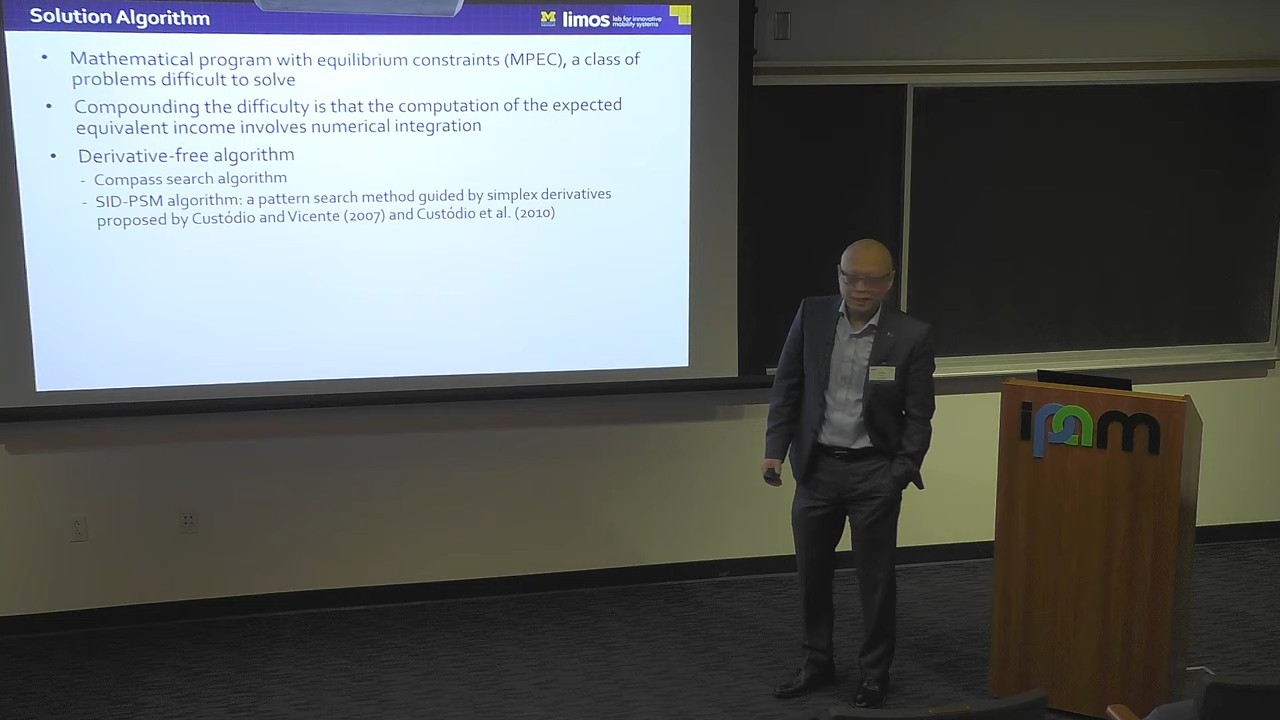 Solution Algorithm
limos lab for innovative
mobility systems
• Mathematical program with equilibrium constraints (MPEC), a class of
problems difficult to solve
• Compounding the difficulty is that the computation of the expected
equivalent income involves numerical integration
• Derivative-free algorithm
- Compass search algorithm
- SID-PSM algorithm: a pattern search method guided by simplex derivatives
proposed by Custódio and Vicente (2007) and Custódio et al. (2010)
ipam